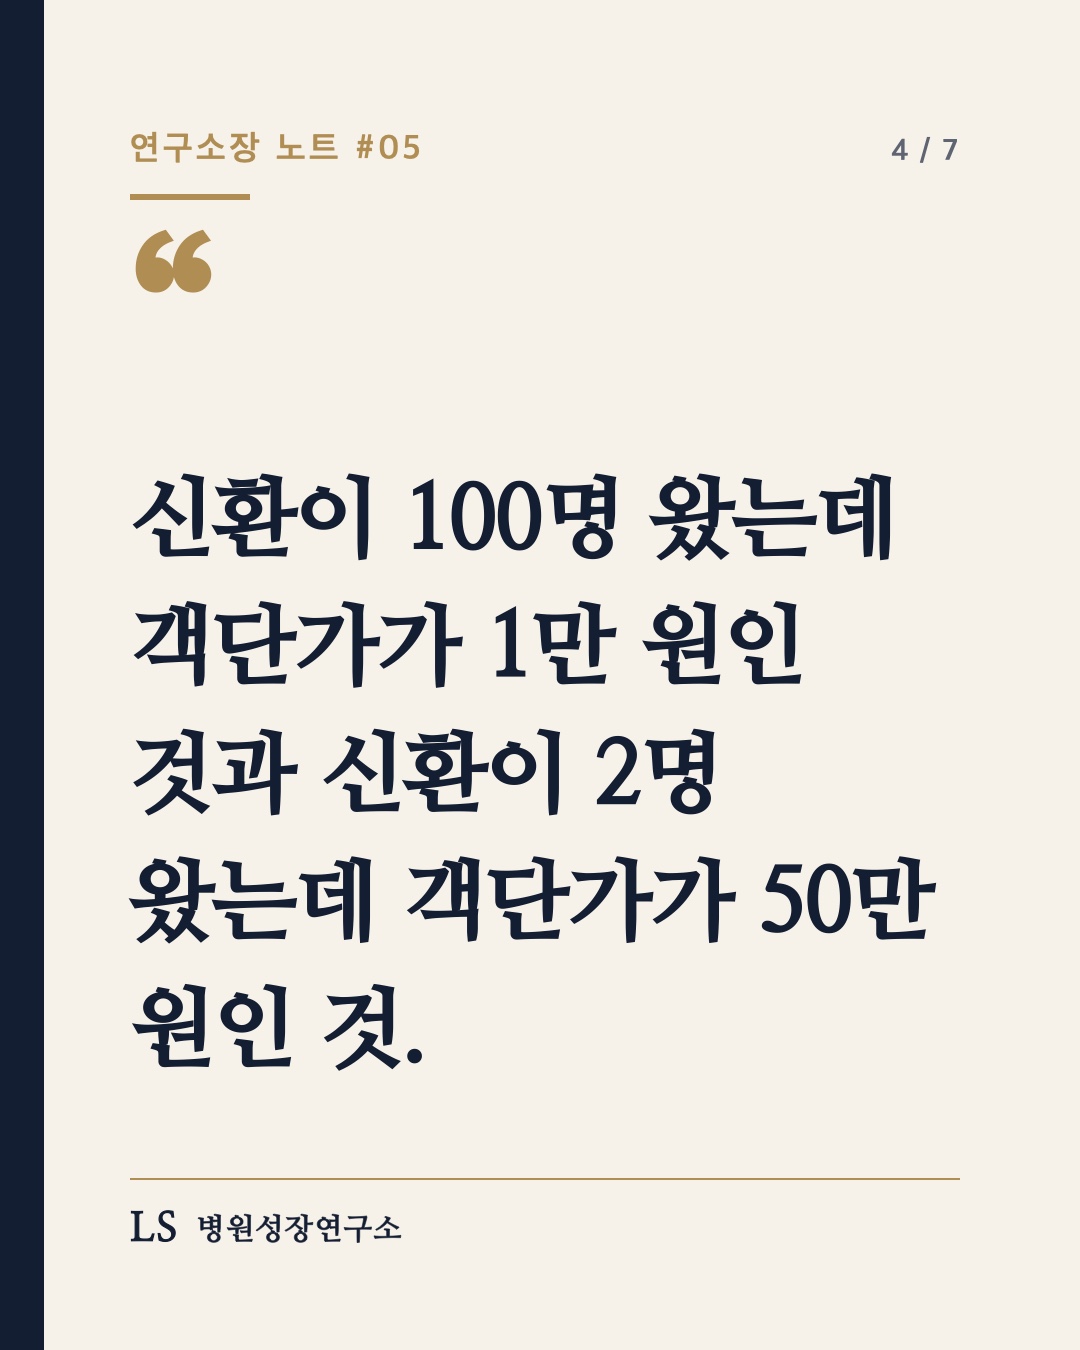 연구소장 노트 #05
4 / 7
“
신환이 100명 왔는데
객단가가 1만 원인
것과 신환이 2명
왔는데 객단가가 50만
원인 것.
LS 병원성장연구소